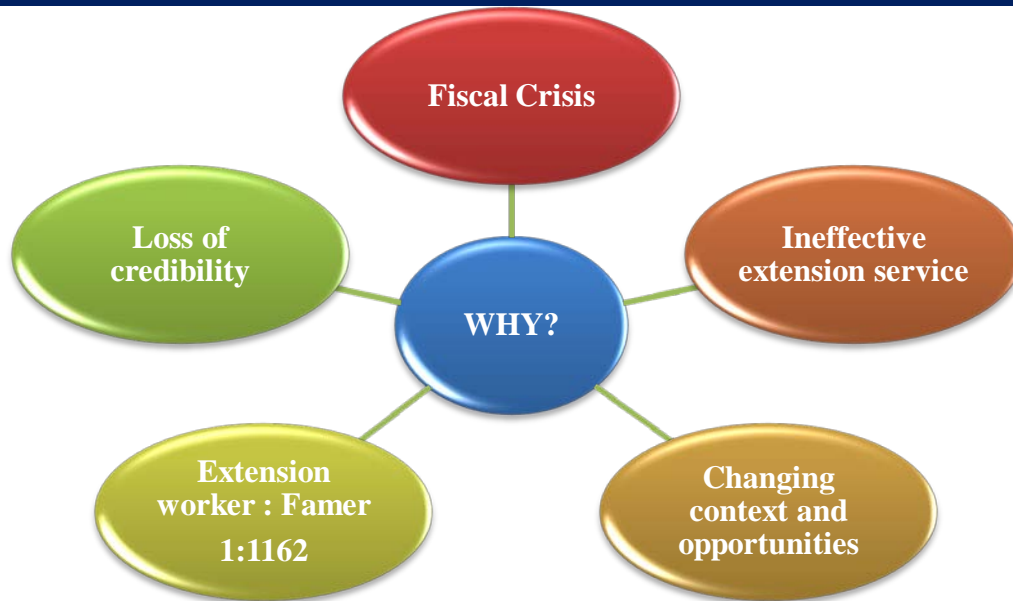 Fiscal Crisis
Loss of
credibility
Ineffective
extension service
WHY?
Extension
worker : Famer
1:1162
Changing
context and
opportunities